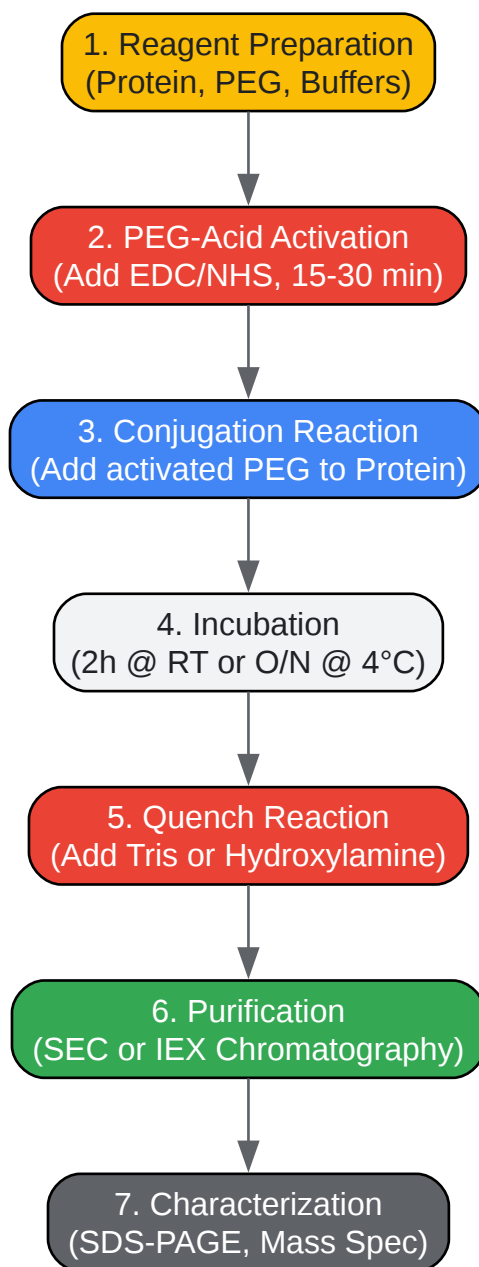 1. Reagent Preparation
(Protein, PEG, Buffers)
2. PEG-Acid Activation
(Add EDC/NHS, 15-30 min)
3. Conjugation Reaction
(Add activated PEG to Protein)
4. Incubation
(2h @ RT or O/N @ 4°C)
5. Quench Reaction
(Add Tris or Hydroxylamine)
6. Purification
(SEC or IEX Chromatography)
7. Characterization
(SDS-PAGE, Mass Spec)